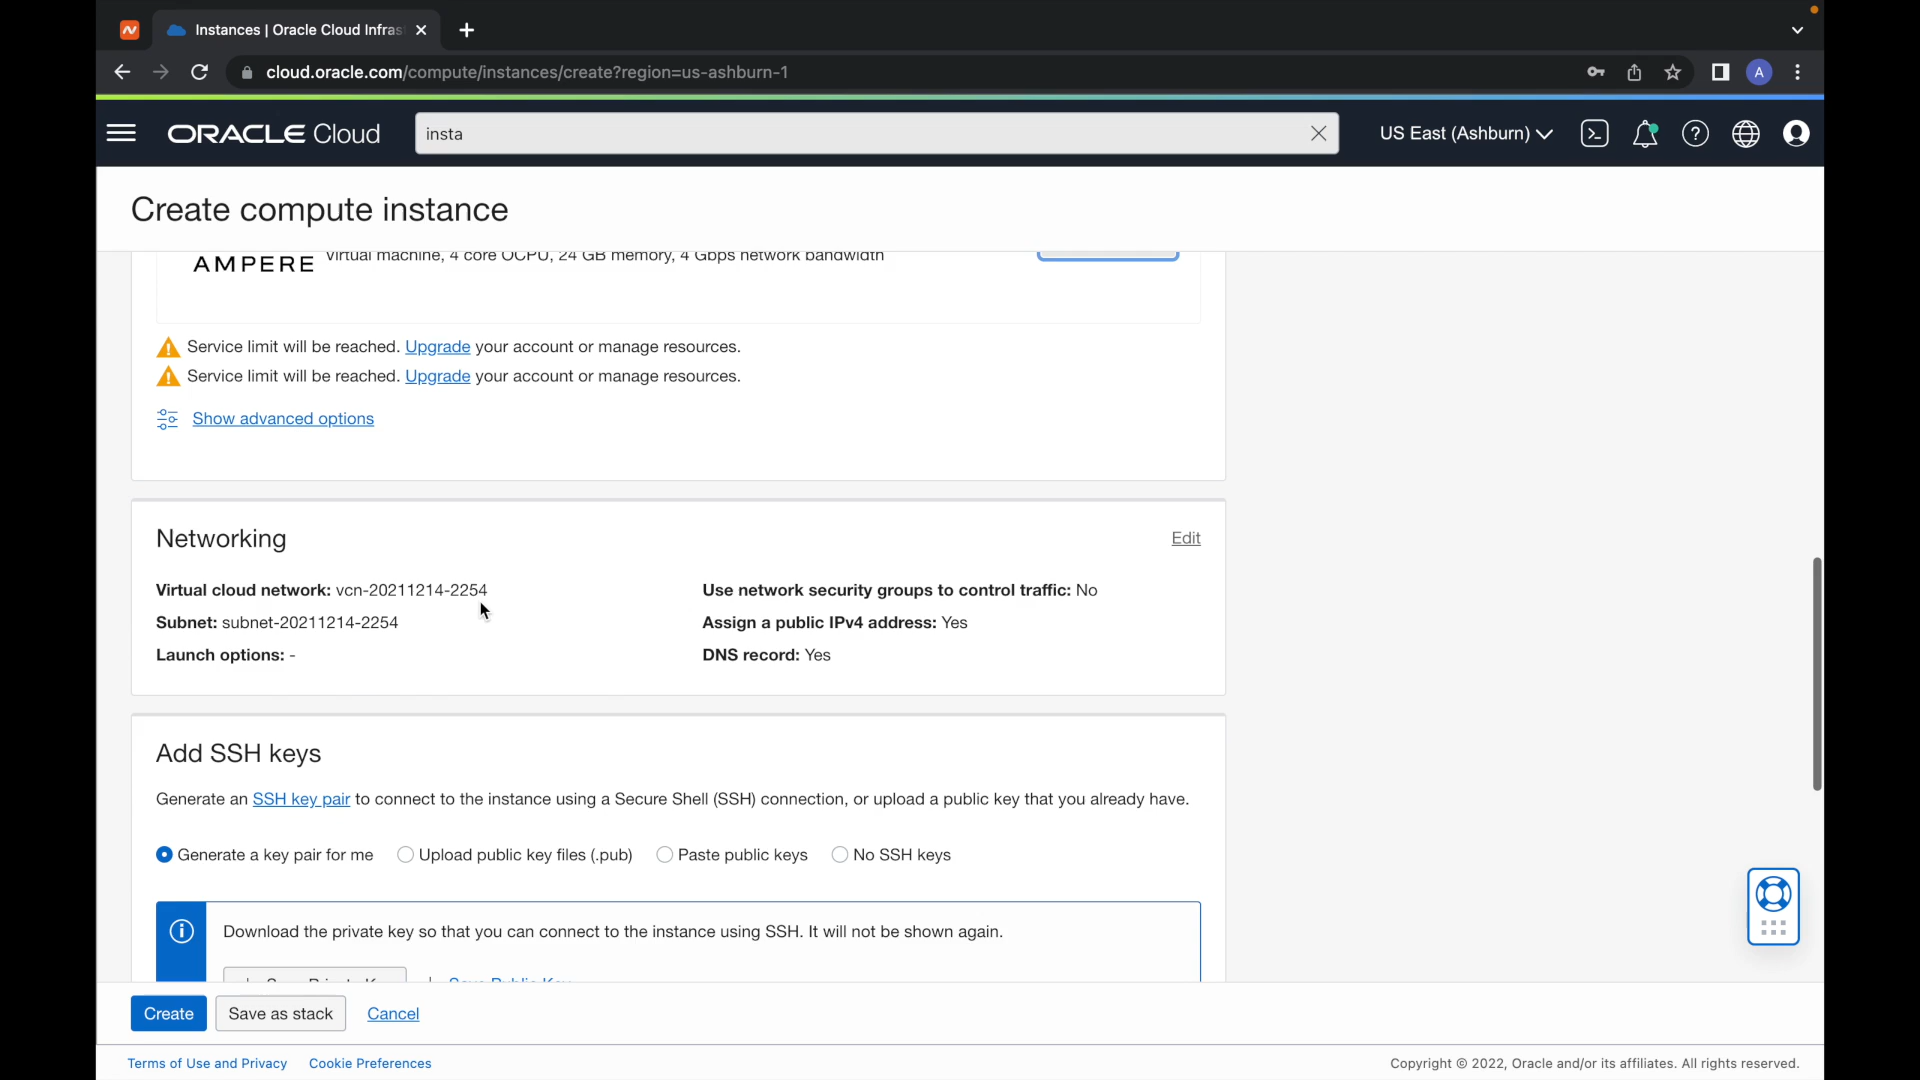 Instances | Oracle Cloud Infras
cloud.oracle.com/compute/instances/create?region=us-ashburn-1
A
ORACLE Cloud
insta
US East (Ashburn)
Create compute instance
AMPERE
Virtual machine, 4 core OCPU, 24 GB memory, 4 Gbps network bandwidth
Service limit will be reached. Upgrade your account or manage resources.
Service limit will be reached. Upgrade your account or manage resources.
Show advanced options
Networking
Edit
Virtual cloud network: vcn-20211214-2254
Subnet: subnet-20211214-2254
Launch options: -
Use network security groups to control traffic: No
Assign a public IPv4 address: Yes
DNS record: Yes
Add SSH keys
Generate an SSH key pair to connect to the instance using a Secure Shell (SSH) connection, or upload a public key that you already have.
Generate a key pair for me
Upload public key files (.pub)
Paste public keys
No SSH keys
Download the private key so that you can connect to the instance using SSH. It will not be shown again.
Save Private Key
Save Public Key
Create
Save as stack
Cancel
Terms of Use and Privacy
Cookie Preferences
Copyright © 2022, Oracle and/or its affiliates. All rights reserved.